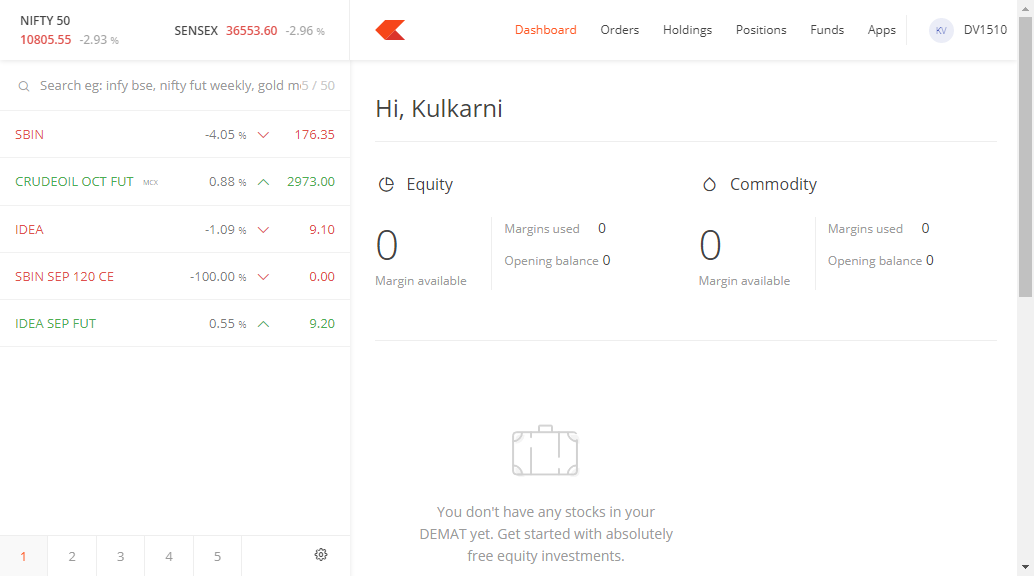 NIFTY 50
10805.55 -2.93 %
SENSEX 36553.60 -2.96 %
Dashboard Orders Holdings Positions Funds Apps KV DV1510
Search eg: infy bse, nifty fut weekly, gold m 5 / 50
SBIN -4.05 % 176.35
CRUDEOIL OCT FUT MCX 0.88 % 2973.00
IDEA -1.09 % 9.10
SBIN SEP 120 CE -100.00 % 0.00
IDEA SEP FUT 0.55 % 9.20
1 2 3 4 5
Hi, Kulkarni
Equity
0
Margin available
Margins used 0
Opening balance 0
Commodity
0
Margin available
Margins used 0
Opening balance 0
You don't have any stocks in your
DEMAT yet. Get started with absolutely
free equity investments.